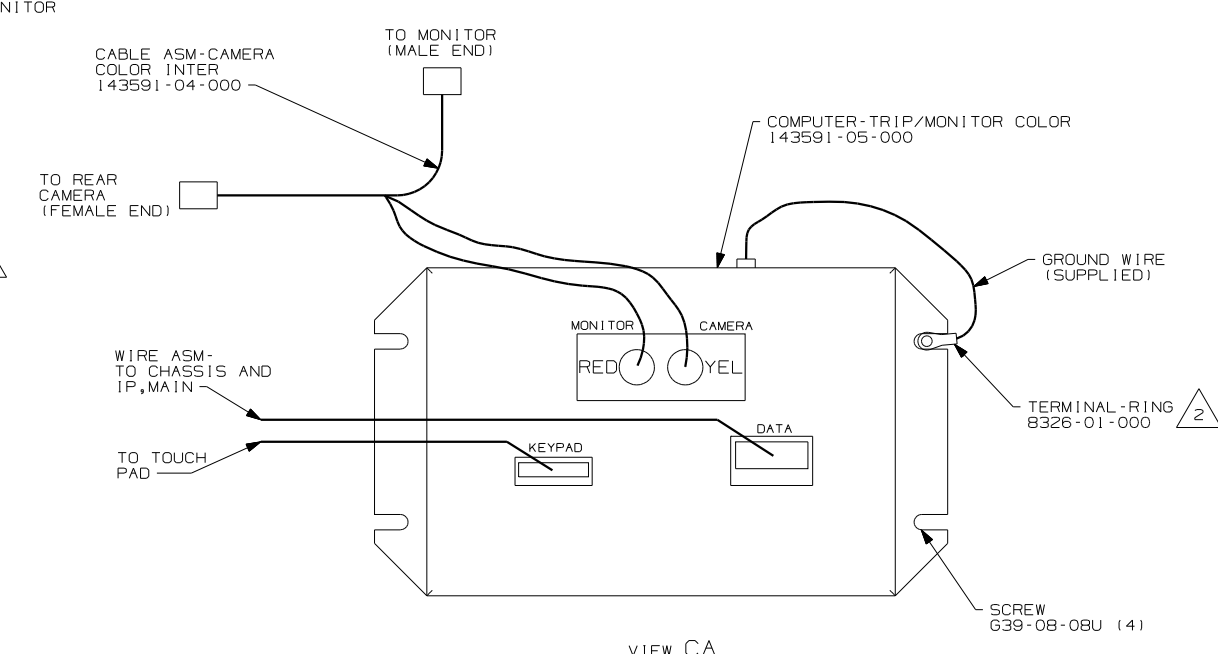 NITOR
TO MONITOR
(MALE END)
CABLE ASM-CAMERA
COLOR INTER
143591-04-000
COMPUTER-TRIP/MONITOR COLOR
143591-05-000
TO REAR
CAMERA
(FEMALE END)
GROUND WIRE
(SUPPLIED)
MONITOR
CAMERA
RED
YEL
WIRE ASM-
TO CHASSIS AND
IP,MAIN
TERMINAL-RING
8326-01-000
2
DATA
KEYPAD
TO TOUCH
PAD
SCREW
G39-08-08U (4)
VIEW CA